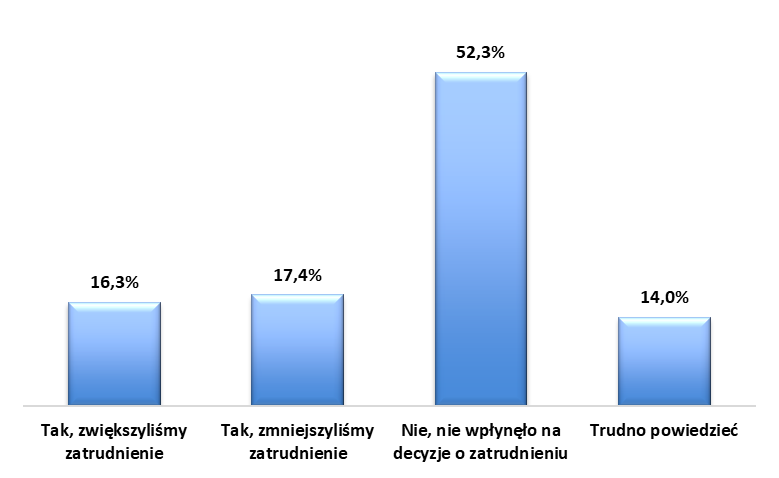 52,3%
17,4%
16,3%
14,0%
Tak, zwiększyliśmy
zatrudnienie
Tak, zmniejszyliśmy
zatrudnienie
Nie, nie wpłynęło na
decyzje o zatrudnieniu
Trudno powiedzieć